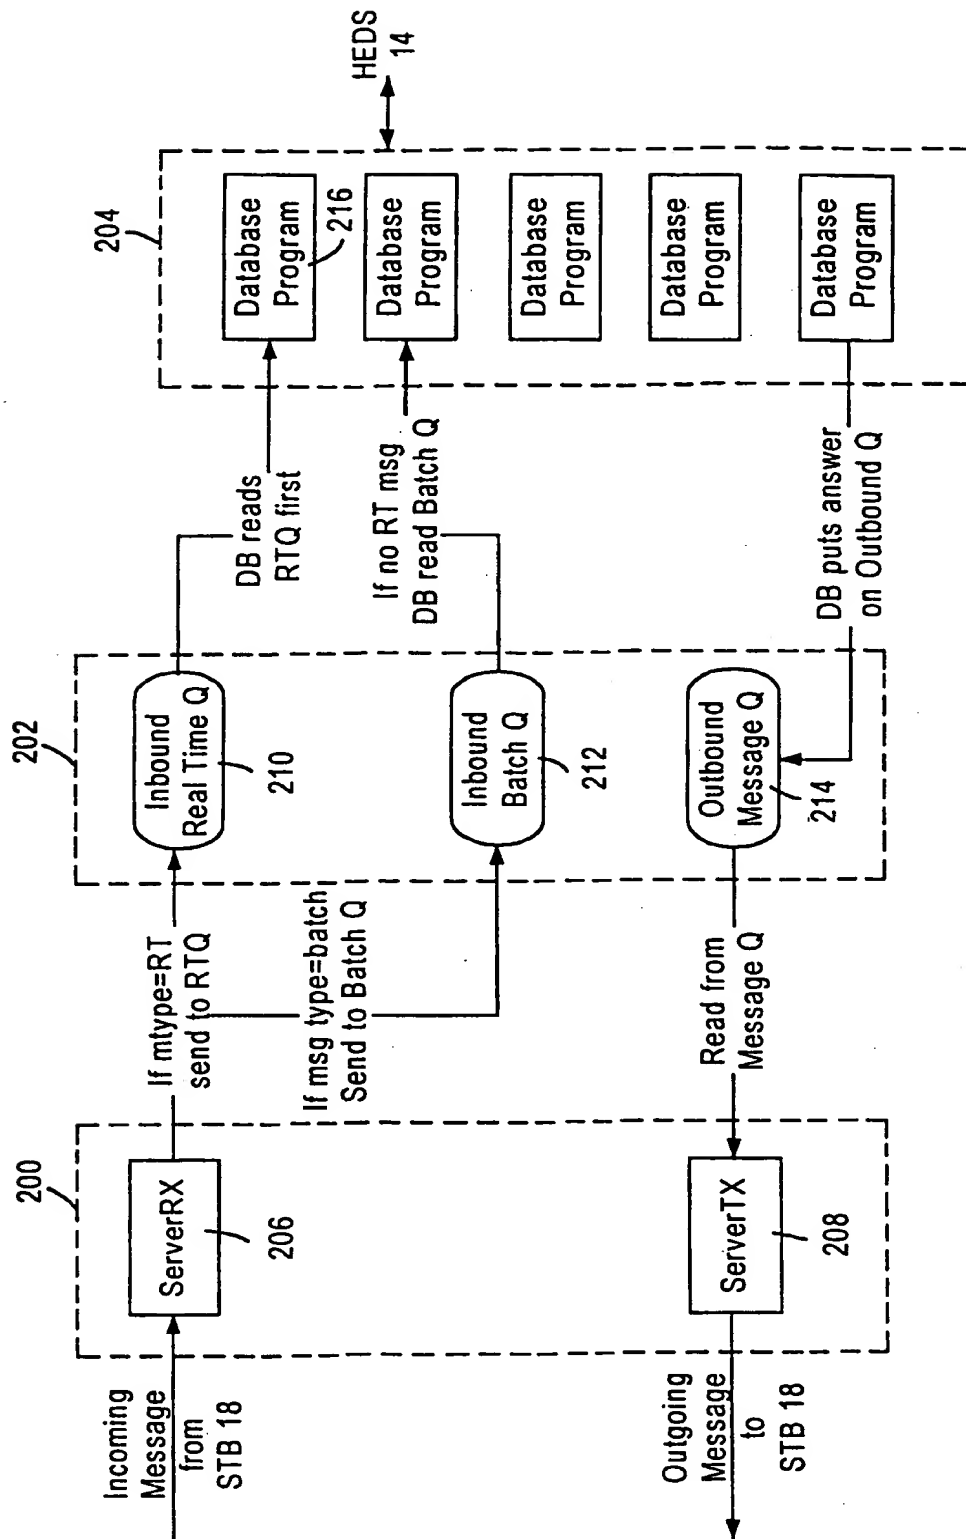 Incoming
Message
from
STB 18
200
ServerRX
206
If mtype=RT
send to RTQ
If msg type=batch
Send to Batch Q
202
Inbound
Real Time Q
210
Inbound
Batch Q
212
DB reads
RTQ first
If no RT msg
DB read Batch Q
204
Database
Program
216
Database
Program
Database
Program
Database
Program
Database
Program
HEDS
14
DB puts answer
on Outbound Q
Outbound
Message Q
214
Read from
Message Q
ServerTX
208
Outgoing
Message
to
STB 18